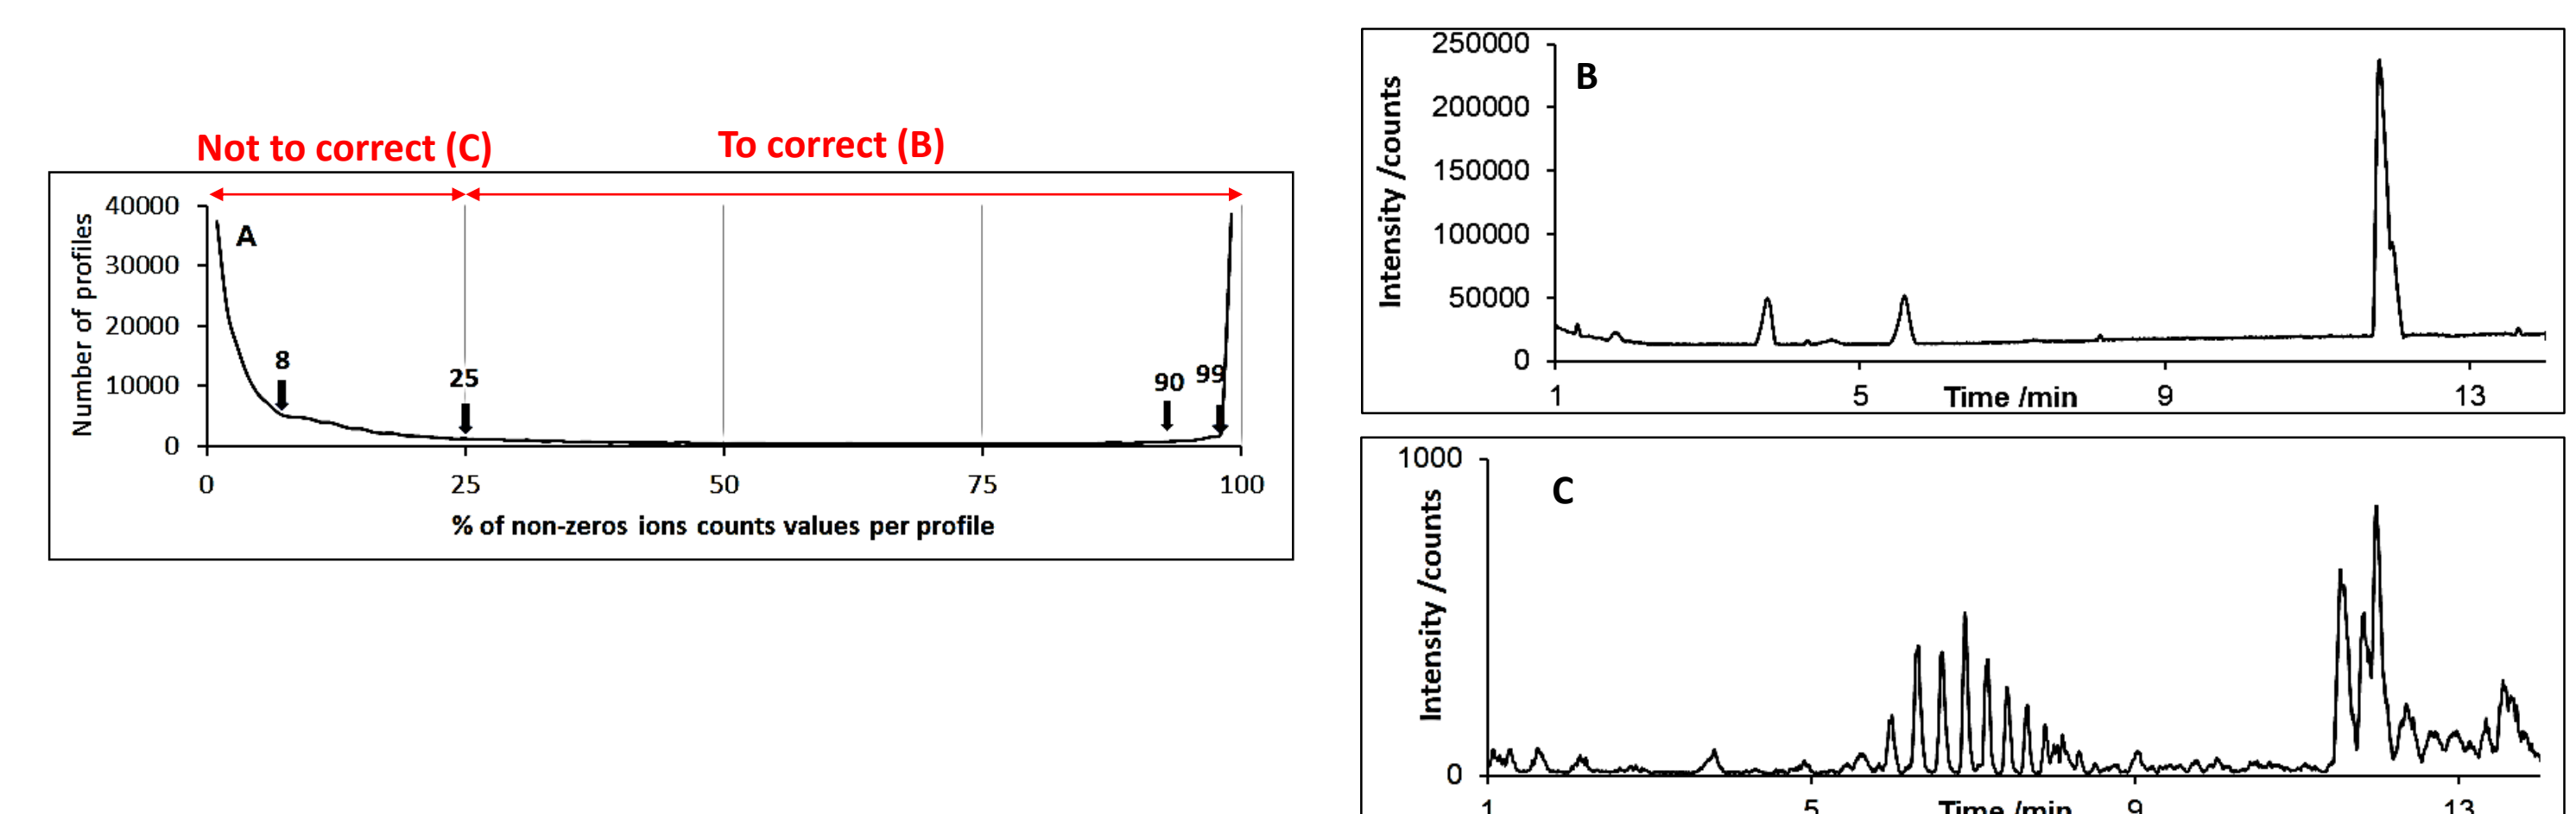 Not to correct (C)
To correct (B)
Number of profiles
40000
30000
20000
10000
0
A
8
25
90
99
0
25
50
75
100
% of non-zeros ions counts values per profile
Intensity /counts
250000
200000
150000
100000
50000
0
B
1
5
9
13
Time /min
Intensity /counts
1000
0
C
1
5
9
13
Time /min